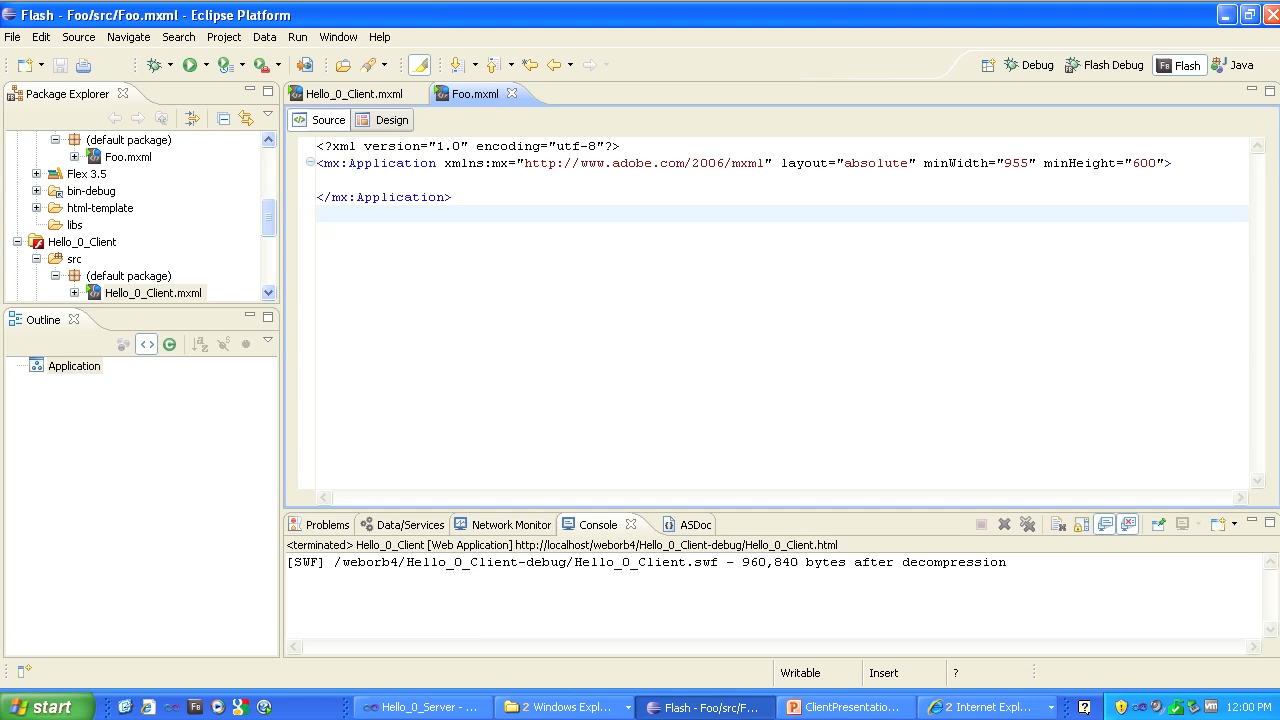 Flash - Foo/src/Foo.mxml - Eclipse Platform
File Edit Source Navigate Search Project Data Run Window Help
Debug Flash Debug Fb Flash Java
Package Explorer
Hello_0_Client.mxml Foo.mxml
Source Design
(default package)
Foo.mxml
Flex 3.5
bin-debug
html-template
libs
Hello_0_Client
src
(default package)
Hello_0_Client.mxml
<?xml version="1.0" encoding="utf-8"?>
<mx:Application xmlns:mx="http://www.adobe.com/2006/mxml" layout="absolute" minWidth="955" minHeight="600">
</mx:Application>
Outline
Application
Problems Data/Services Network Monitor Console ASDoc
<terminated> Hello_0_Client [Web Application] http://localhost/weborb4/Hello_0_Client-debug/Hello_0_Client.html
[SWF] /weborb4/Hello_0_Client-debug/Hello_0_Client.swf - 960,840 bytes after decompression
Writable Insert ?
start Hello_0_Server - ... 2 Windows Expl... Flash - Foo/src/F... ClientPresentatio... 2 Internet Expl... 12:00 PM